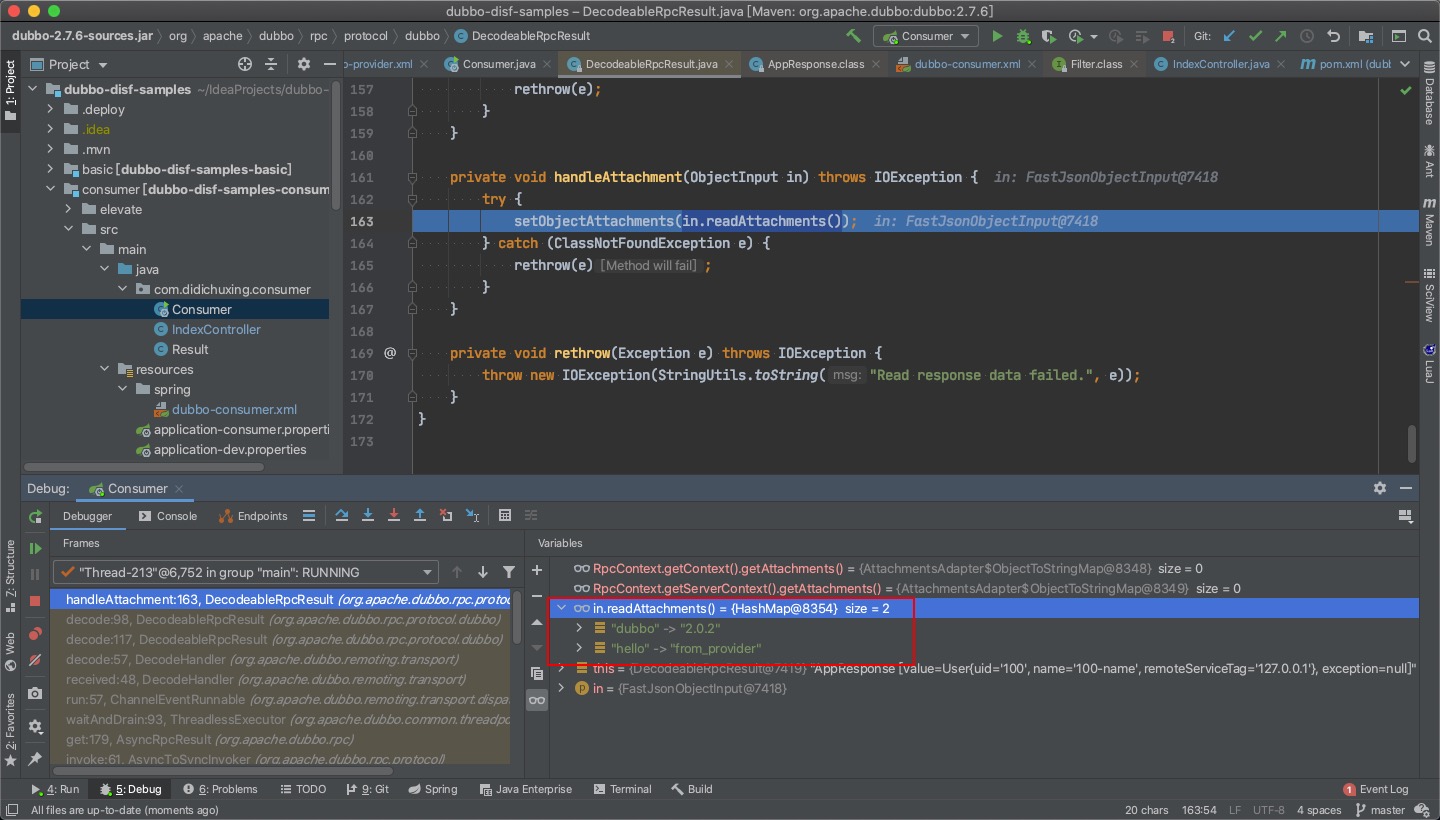 dubbo-disf-samples – DecodeableRpcResult.java [Maven: org.apache.dubbo:dubbo:2.7.6]
dubbo-2.7.6-sources.jar org apache dubbo rpc protocol dubbo DecodeableRpcResult Consumer Git:
1: Project
Project
o-provider.xml Consumer.java DecodeableRpcResult.java AppResponse.class dubbo-consumer.xml Filter.class IndexController.java pom.xml (dubb
dubbo-disf-samples ~/IdeaProjects/dubbo-
.deploy
.idea
.mvn
basic [dubbo-disf-samples-basic]
consumer [dubbo-disf-samples-consum
elevate
src
main
java
com.didichuxing.consumer
Consumer
IndexController
Result
resources
spring
dubbo-consumer.xml
application-consumer.properti
application-dev.properties
157 rethrow(e);
158 }
159 }
160
161 private void handleAttachment(ObjectInput in) throws IOException { in: FastJsonObjectInput@7418
162 try {
163 setObjectAttachments(in.readAttachments()); in: FastJsonObjectInput@7418
164 } catch (ClassNotFoundException e) {
165 rethrow(e) [Method will fail] ;
166 }
167 }
168
169 @ private void rethrow(Exception e) throws IOException {
170 throw new IOException(StringUtils.toString( msg: "Read response data failed.", e));
171 }
172 }
173
Database
Ant
Maven
SciView
LuaJ
Debug: Consumer
Debugger Console Endpoints
Frames
"Thread-213"@6,752 in group "main": RUNNING
handleAttachment:163, DecodeableRpcResult (org.apache.dubbo.rpc.protoc
decode:98, DecodeableRpcResult (org.apache.dubbo.rpc.protocol.dubbo)
decode:117, DecodeableRpcResult (org.apache.dubbo.rpc.protocol.dubbo)
decode:57, DecodeHandler (org.apache.dubbo.remoting.transport)
received:48, DecodeHandler (org.apache.dubbo.remoting.transport)
run:57, ChannelEventRunnable (org.apache.dubbo.remoting.transport.dispa
waitAndDrain:93, ThreadlessExecutor (org.apache.dubbo.common.threadpo
get:179, AsyncRpcResult (org.apache.dubbo.rpc)
invoke:61, AsyncToSyncInvoker (org.apache.dubbo.rpc.protocol)
Variables
RpcContext.getContext().getAttachments() = {AttachmentsAdapter$ObjectToStringMap@8348} size = 0
RpcContext.getServerContext().getAttachments() = {AttachmentsAdapter$ObjectToStringMap@8349} size = 0
in.readAttachments() = {HashMap@8354} size = 2
"dubbo" -> "2.0.2"
"hello" -> "from_provider"
this = {DecodeableRpcResult@7419} "AppResponse [value=User{uid='100', name='100-name', remoteServiceTag='127.0.0.1'}, exception=null]"
in = {FastJsonObjectInput@7418}
Z: Structure
Web
2: Favorites
4: Run 5: Debug 6: Problems TODO 9: Git Spring Java Enterprise Terminal Build 1 Event Log
All files are up-to-date (moments ago) 20 chars 163:54 LF UTF-8 4 spaces master